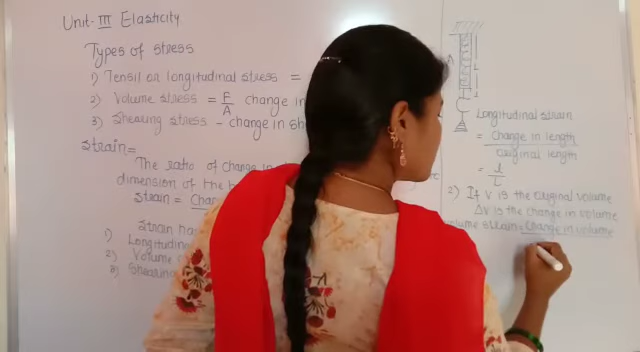 Unit-III Elasticity
Types of stress
1) Tensil or longitudinal stress =
2) Volume stress = F/A change in
3) Shearing stress - change in sh
Strain=
The ratio of change in
dimension of the
Strain =
Strain ha
1) Longitudin
2) Volume
3) Shearing
L
Longitudinal strain
= Change in length
Original length
= l
L
2) If V is the original volume
ΔV is the change in volume
volume strain= Change in volume